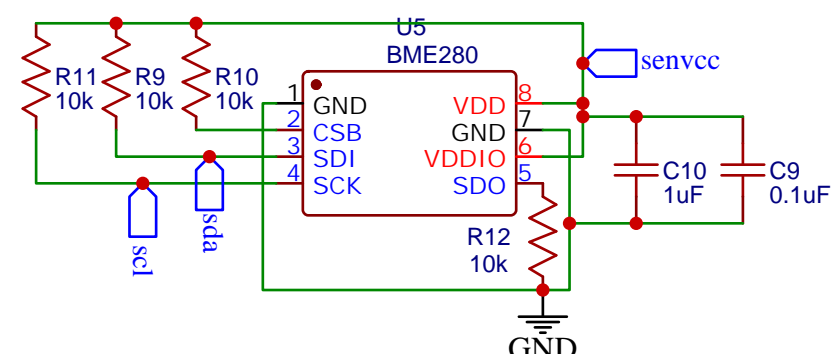 U5
BME280
senvcc
R11
10k
R9
10k
R10
10k
1
GND
VDD
8
2
CSB
GND
7
3
SDI
VDDIO
6
4
SCK
SDO
5
C10
1uF
C9
0.1uF
R12
10k
scl
sda
GND